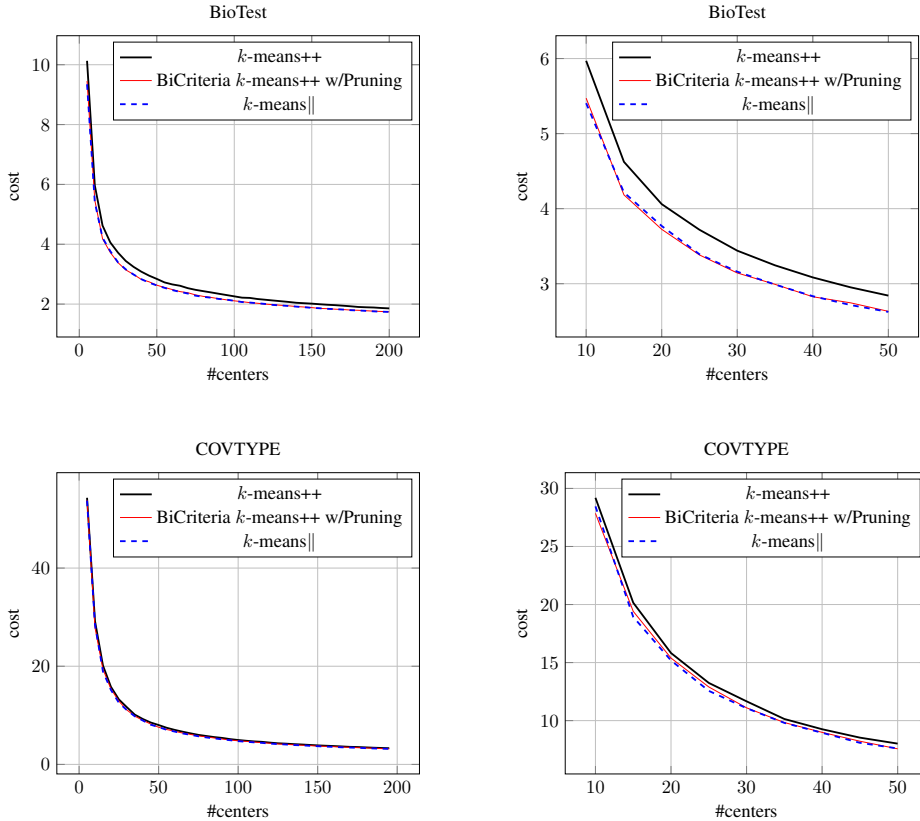 BioTest
k-means++
BiCriteria k-means++ w/Pruning
k-means||
10
8
6
4
2
cost
0
50
100
150
200
#centers
BioTest
k-means++
BiCriteria k-means++ w/Pruning
k-means||
6
5
4
3
cost
10
20
30
40
50
#centers
COVTYPE
k-means++
BiCriteria k-means++ w/Pruning
k-means||
40
20
0
cost
0
50
100
150
200
#centers
COVTYPE
k-means++
BiCriteria k-means++ w/Pruning
k-means||
30
25
20
15
10
cost
10
20
30
40
50
#centers